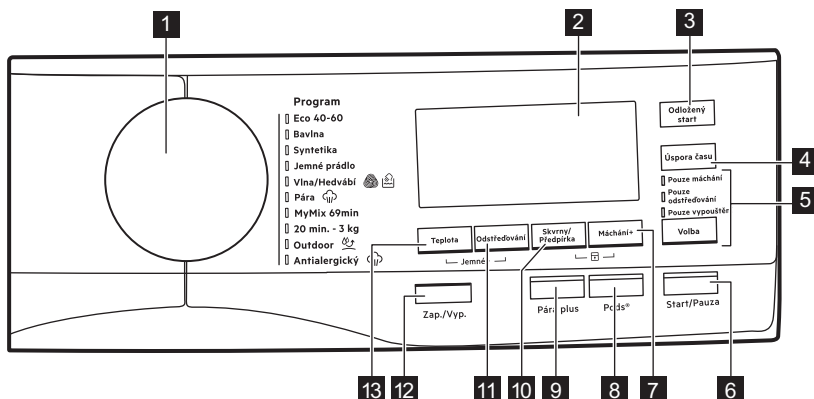 1
2
3
Program
Eco 40-60
Bavlna
Syntetika
Jemné prádlo
Vlna/Hedvábí
Pára
MyMix 69min
20 min. - 3 kg
Outdoor
Antialergický
Odložený
start
Úspora času
4
Pouze máchání
Pouze
odstřeďování
Pouze vypouštěr
5
Volba
Teplota
Odstřeďování
Skvrny/
Předpírka
Máchání+
Jemné
Zap./Vyp.
Pára plus
Pods®
Start/Pauza
13
12
11
10
9
8
7
6